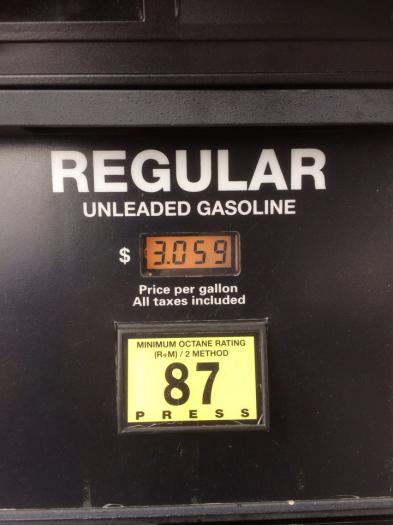 REGULAR
UNLEADED GASOLINE
$ 3.059
Price per gallon
All taxes included
MINIMUM OCTANE RATING
(R+M) / 2 METHOD
87
PRESS